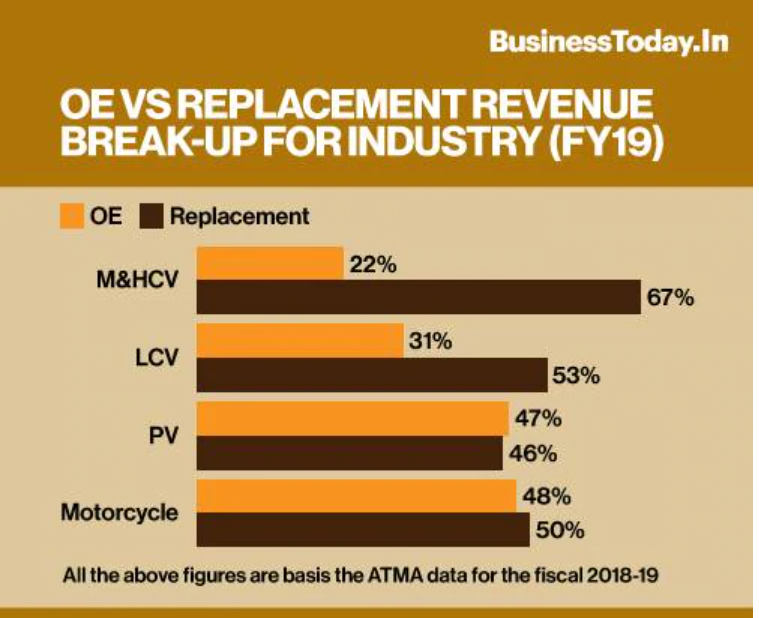 BusinessToday.In
OE VS REPLACEMENT REVENUE
BREAK-UP FOR INDUSTRY (FY19)
OE
Replacement
M&HCV
22%
67%
LCV
31%
53%
PV
47%
46%
Motorcycle
48%
50%
All the above figures are basis the ATMA data for the fiscal 2018-19